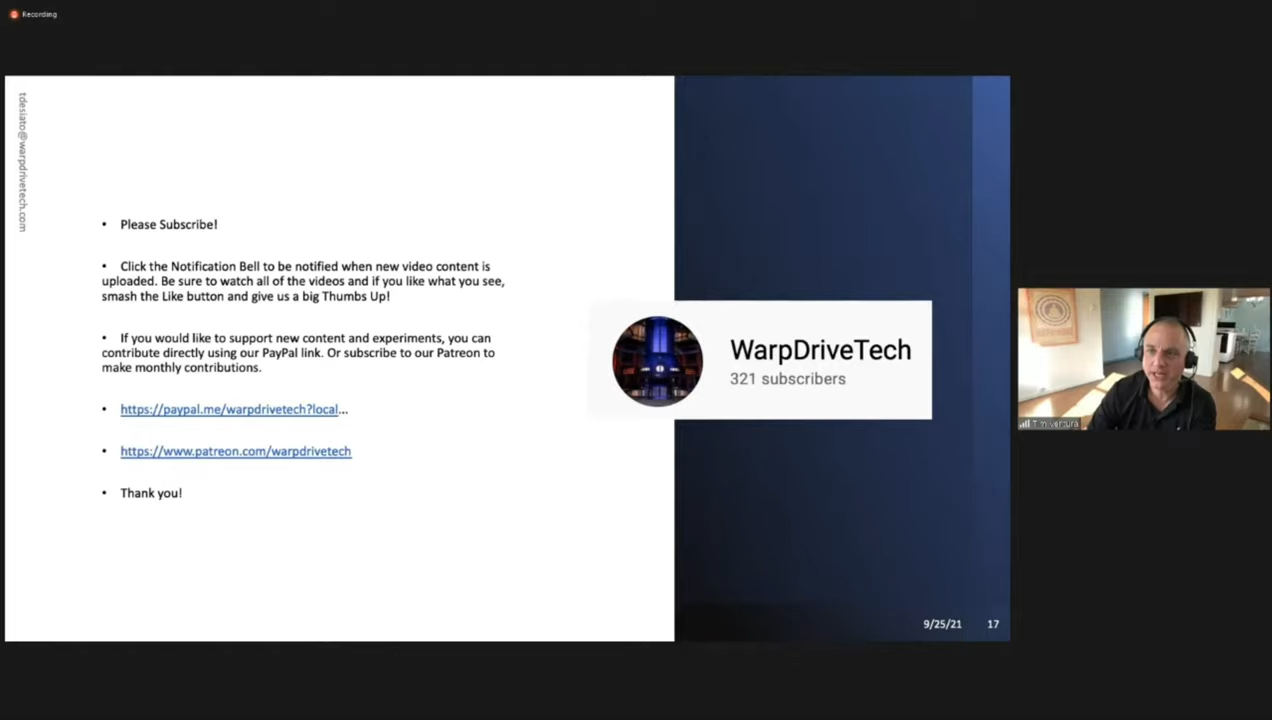 Recording
tdesiato@warpdrivetech.com
• Please Subscribe!
• Click the Notification Bell to be notified when new video content is
uploaded. Be sure to watch all of the videos and if you like what you see,
smash the Like button and give us a big Thumbs Up!
• If you would like to support new content and experiments, you can
contribute directly using our PayPal link. Or subscribe to our Patreon to
make monthly contributions.
• https://paypal.me/warpdrivetech?local...
• https://www.patreon.com/warpdrivetech
• Thank you!
WarpDriveTech
321 subscribers
9/25/21 17
Tim Ventura